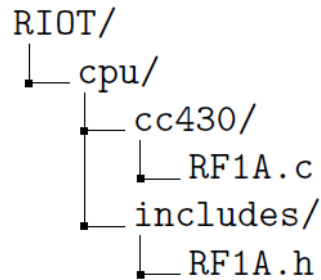 RIOT/
cpu/
cc430/
RF1A.c
includes/
RF1A.h